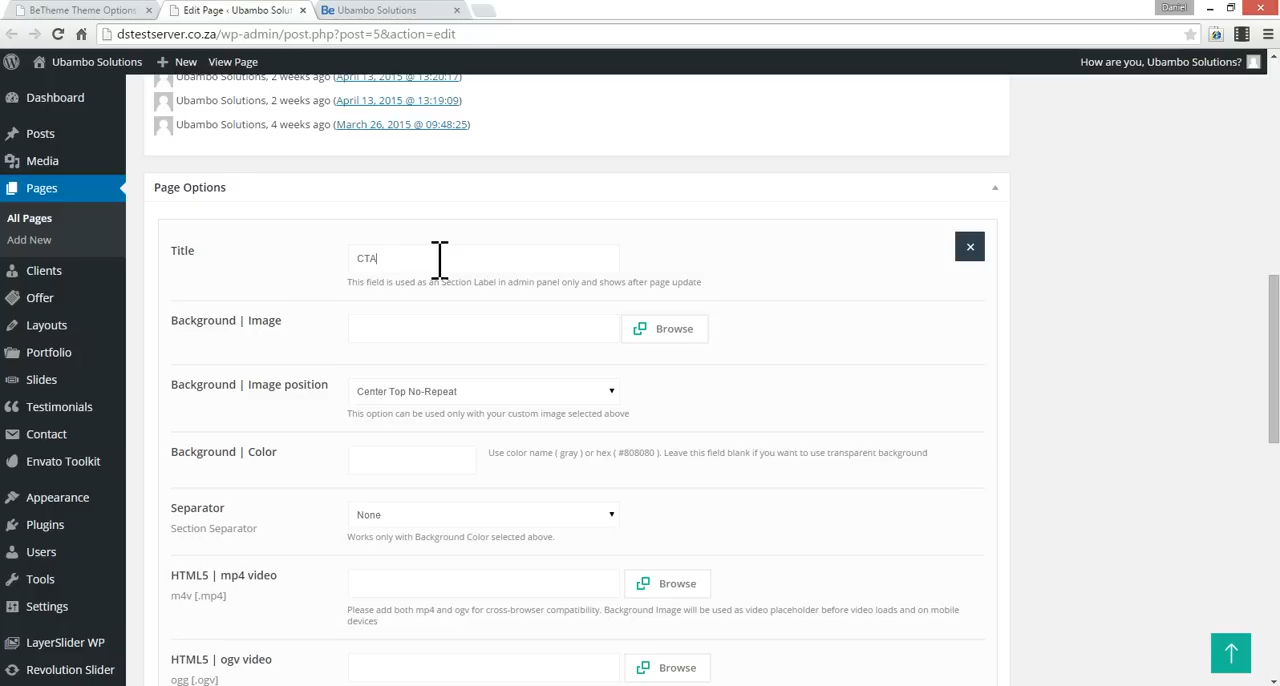 BeTheme Theme Options
Edit Page ‹ Ubambo Solut
Be Ubambo Solutions
Daniel
dstestserver.co.za/wp-admin/post.php?post=5&action=edit
Ubambo Solutions
New
View Page
How are you, Ubambo Solutions?
Dashboard
Posts
Media
Pages
All Pages
Add New
Clients
Offer
Layouts
Portfolio
Slides
Testimonials
Contact
Envato Toolkit
Appearance
Plugins
Users
Tools
Settings
LayerSlider WP
Revolution Slider
Ubambo Solutions, 2 weeks ago (April 13, 2015 @ 13:20:17)
Ubambo Solutions, 2 weeks ago (April 13, 2015 @ 13:19:09)
Ubambo Solutions, 4 weeks ago (March 26, 2015 @ 09:48:25)
Page Options
Title
CTA
This field is used as an Section Label in admin panel only and shows after page update
Background | Image
Browse
Background | Image position
Center Top No-Repeat
This option can be used only with your custom image selected above
Background | Color
Use color name ( gray ) or hex ( #808080 ). Leave this field blank if you want to use transparent background
Separator
Section Separator
None
Works only with Background Color selected above.
HTML5 | mp4 video
m4v [.mp4]
Browse
Please add both mp4 and ogv for cross-browser compatibility. Background Image will be used as video placeholder before video loads and on mobile
devices
HTML5 | ogv video
ogg [.ogv]
Browse